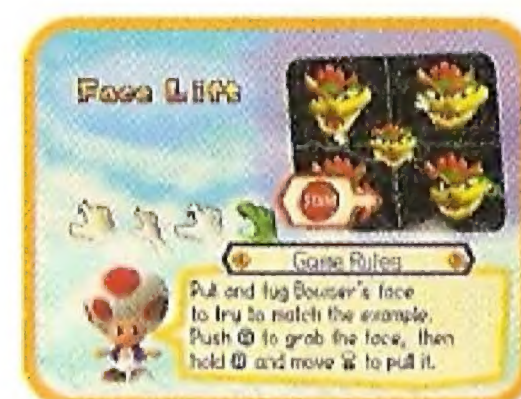 Face Lift
START
Game Rules
Pull and tug Bowser's face
to try to match the example.
Push Ⓐ to grab the face, then
hold Ⓐ and move to pull it.